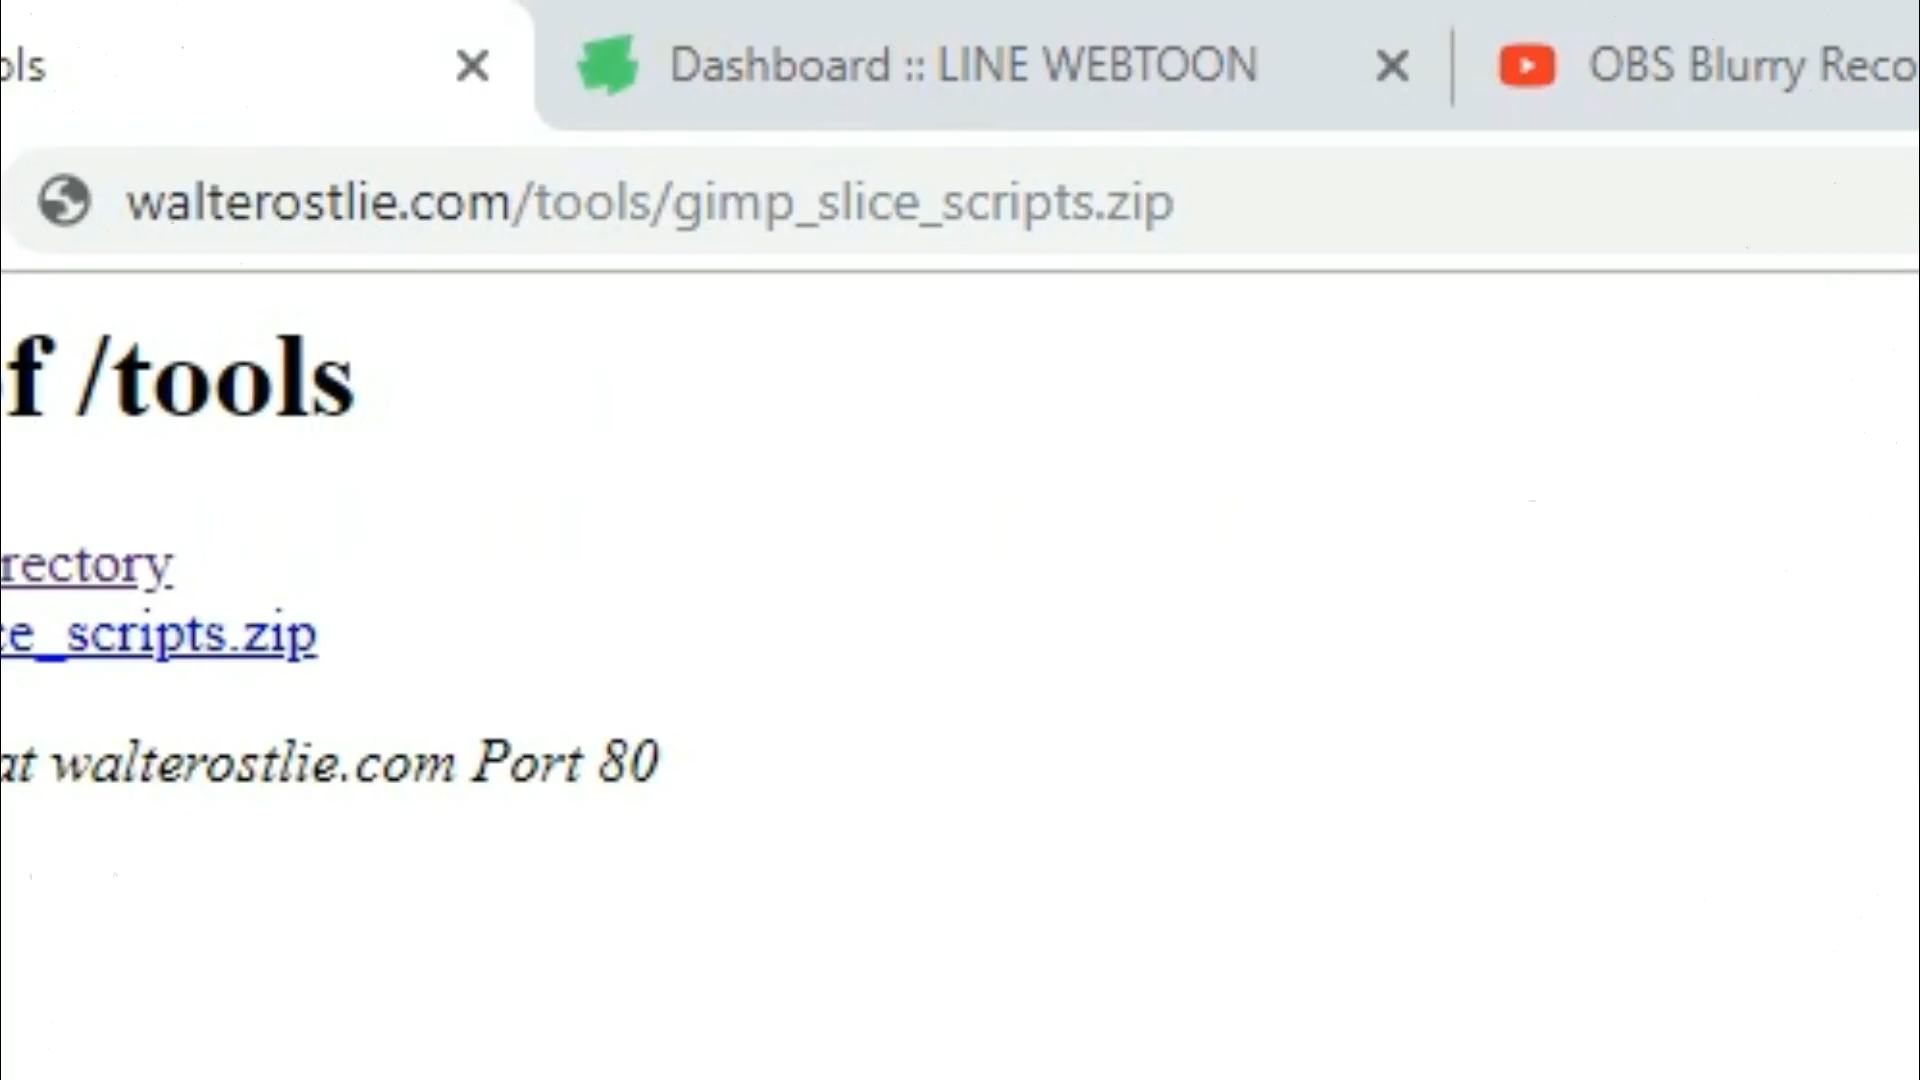 ols Dashboard :: LINE WEBTOON OBS Blurry Reco
walterostlie.com/tools/gimp_slice_scripts.zip
f /tools
rectory
ce_scripts.zip
at walterostlie.com Port 80